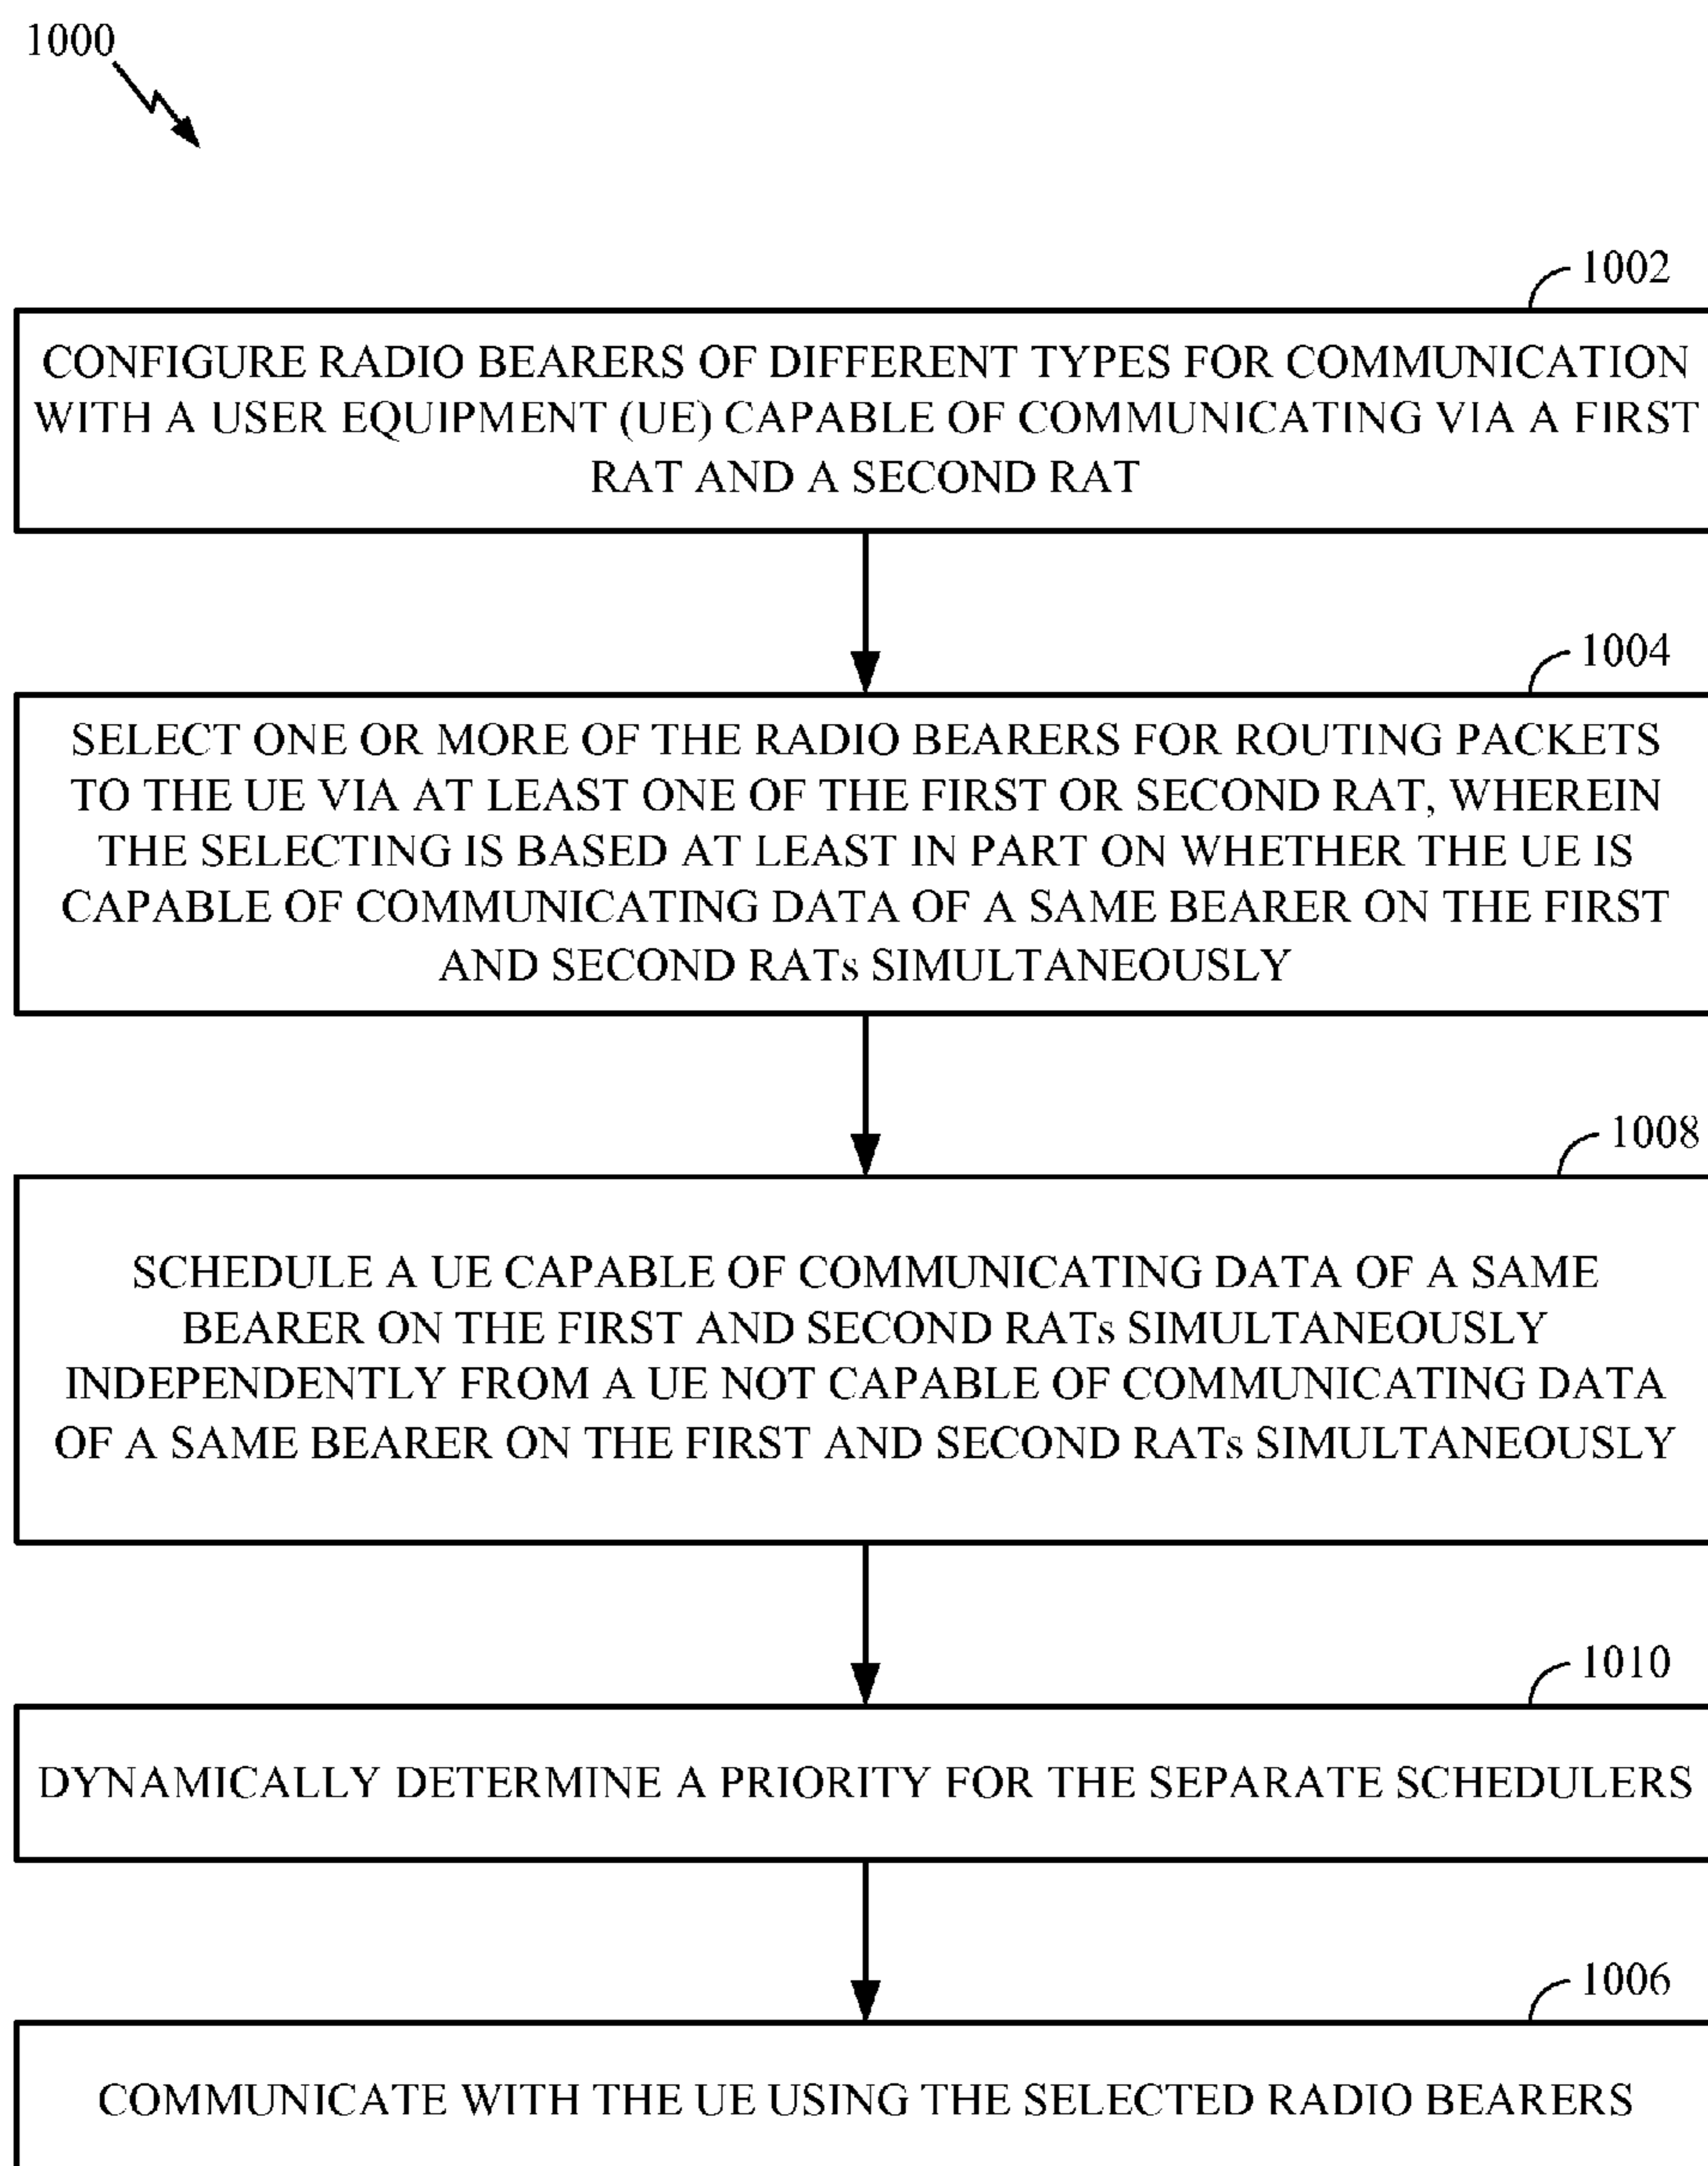 1000
1002
CONFIGURE RADIO BEARERS OF DIFFERENT TYPES FOR COMMUNICATION
WITH A USER EQUIPMENT (UE) CAPABLE OF COMMUNICATING VIA A FIRST
RAT AND A SECOND RAT
1004
SELECT ONE OR MORE OF THE RADIO BEARERS FOR ROUTING PACKETS
TO THE UE VIA AT LEAST ONE OF THE FIRST OR SECOND RAT, WHEREIN
THE SELECTING IS BASED AT LEAST IN PART ON WHETHER THE UE IS
CAPABLE OF COMMUNICATING DATA OF A SAME BEARER ON THE FIRST
AND SECOND RATs SIMULTANEOUSLY
1008
SCHEDULE A UE CAPABLE OF COMMUNICATING DATA OF A SAME
BEARER ON THE FIRST AND SECOND RATs SIMULTANEOUSLY
INDEPENDENTLY FROM A UE NOT CAPABLE OF COMMUNICATING DATA
OF A SAME BEARER ON THE FIRST AND SECOND RATs SIMULTANEOUSLY
1010
DYNAMICALLY DETERMINE A PRIORITY FOR THE SEPARATE SCHEDULERS
1006
COMMUNICATE WITH THE UE USING THE SELECTED RADIO BEARERS